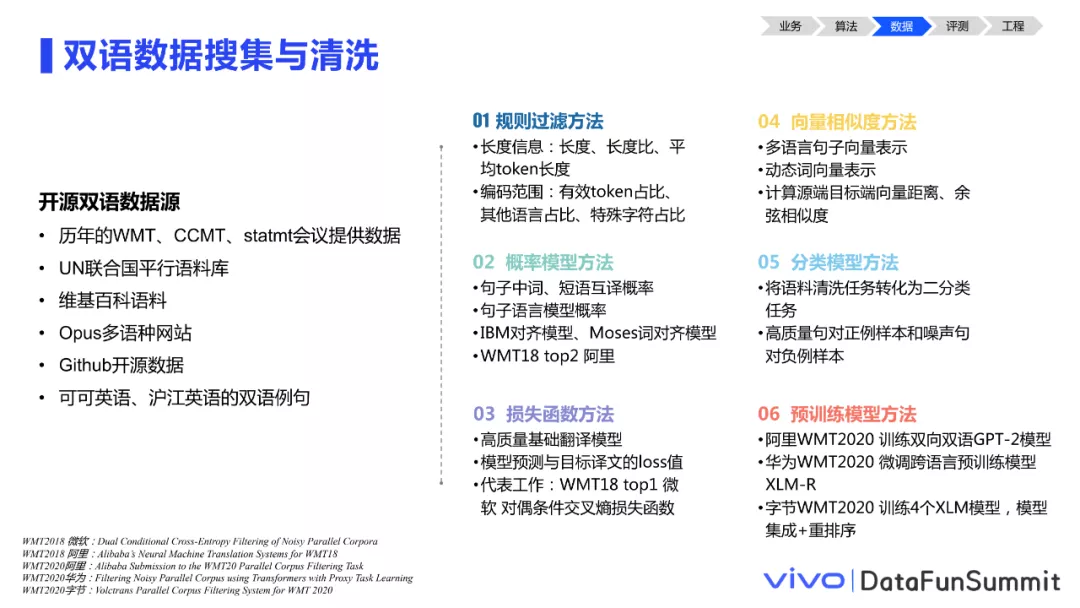 业务 算法 数据 评测 工程
双语数据搜集与清洗
开源双语数据源
• 历年的WMT、CCMT、statmt会议提供数据
• UN联合国平行语料库
• 维基百科语料
• Opus多语种网站
• Github开源数据
• 可可英语、沪江英语的双语例句
01 规则过滤方法
•长度信息：长度、长度比、平
均token长度
•编码范围：有效token占比、
其他语言占比、特殊字符占比
02 概率模型方法
•句子中词、短语互译概率
•句子语言模型概率
•IBM对齐模型、Moses词对齐模型
•WMT18 top2 阿里
03 损失函数方法
•高质量基础翻译模型
•模型预测与目标译文的loss值
•代表工作：WMT18 top1 微
软 对偶条件交叉熵损失函数
04 向量相似度方法
•多语言句子向量表示
•动态词向量表示
•计算源端目标端向量距离、余
弦相似度
05 分类模型方法
•将语料清洗任务转化为二分类
任务
•高质量句对正例样本和噪声句
对负例样本
06 预训练模型方法
•阿里WMT2020 训练双向双语GPT-2模型
•华为WMT2020 微调跨语言预训练模型
XLM-R
•字节WMT2020 训练4个XLM模型，模型
集成+重排序
WMT2018 微软：Dual Conditional Cross-Entropy Filtering of Noisy Parallel Corpora
WMT2018 阿里：Alibaba's Neural Machine Translation Systems for WMT18
WMT2020阿里：Alibaba Submission to the WMT20 Parallel Corpus Filtering Task
WMT2020华为：Filtering Noisy Parallel Corpus using Transformers with Proxy Task Learning
WMT2020字节：Volctrans Parallel Corpus Filtering System for WMT 2020
vivo DataFunSummit